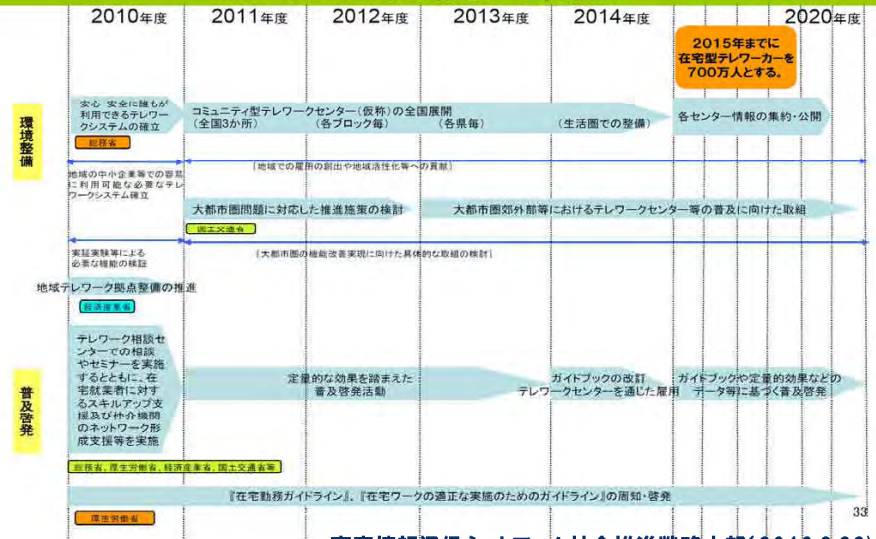 2010年度 2011年度 2012年度 2013年度 2014年度 2020年度
2015年までに
在宅型テレワーカーを
700万人とする。
環境整備
安心 安全に誰もが
利用できるテレワー
クシステムの確立
総務省
コミュニティ型テレワークセンター(仮称)の全国展開
(全国3か所) (各ブロック毎) (各県毎) (生活圏での整備)
各センター情報の集約・公開
[地域での雇用の創出や地域活性化等への貢献]
地域の中小企業等での容易
に利用可能な必要なテレ
ワークシステム確立
大都市圏問題に対応した推進施策の検討
国土交通省
大都市圏郊外部等におけるテレワークセンター等の普及に向けた取組
[大都市圏の機能改善実現に向けた具体的な取組の検討]
実証実験等による
必要な機能の検証
地域テレワーク拠点整備の推進
経済産業省
普及啓発
テレワーク相談セ
ンターでの相談
やセミナーを実施
するとともに、在
宅就業者に対す
るスキルアップ支
援及び仲介機関
のネットワーク形
成支援等を実施
定量的な効果を踏まえた
普及啓発活動
ガイドブックの改訂
テレワークセンターを通じた雇用
ガイドブックや定量的効果などの
データ等に基づく普及啓発
総務省、厚生労働省、経済産業省、国土交通省等
『在宅勤務ガイドライン』、『在宅ワークの適正な実施のためのガイドライン』の周知・啓発
厚生労働省
33